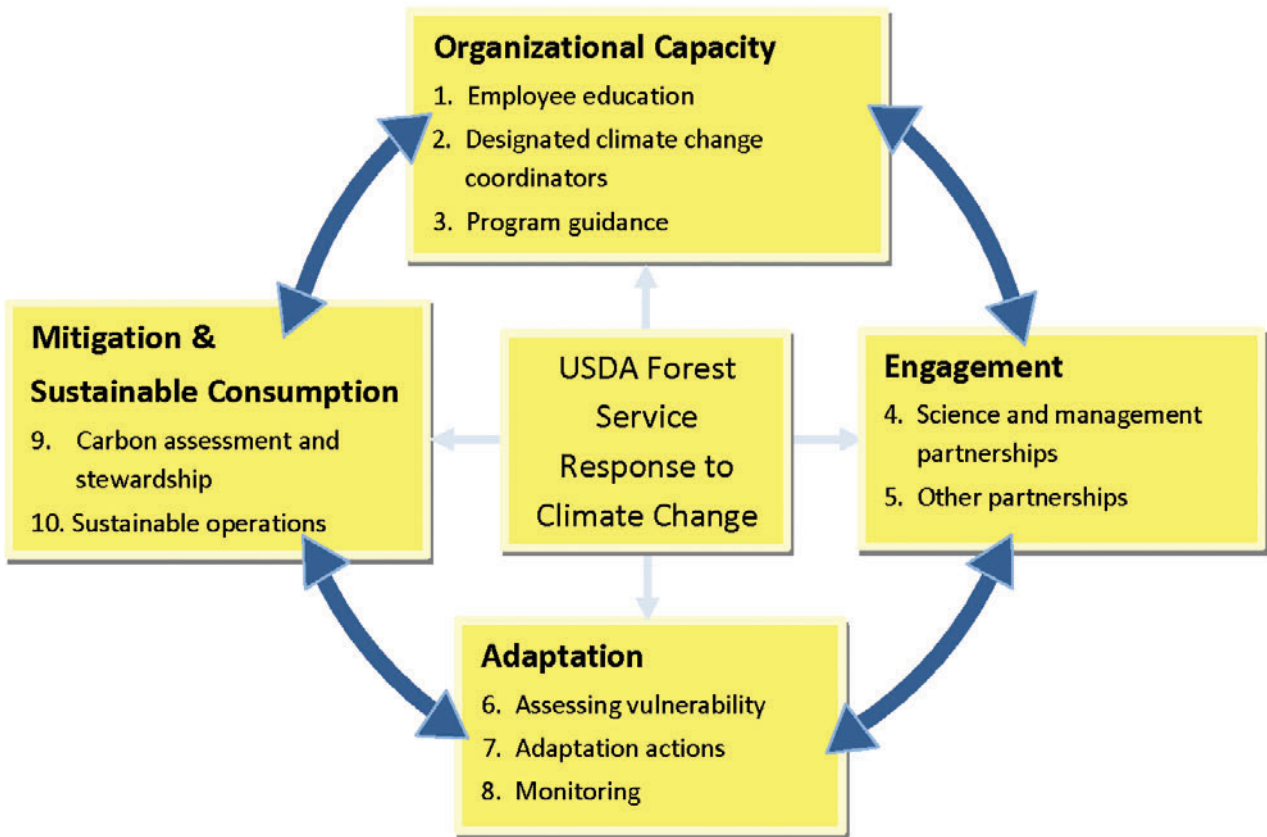 Organizational Capacity
1. Employee education
2. Designated climate change
coordinators
3. Program guidance
Mitigation &
Sustainable Consumption
9. Carbon assessment and
stewardship
10. Sustainable operations
USDA Forest
Service
Response to
Climate Change
Engagement
4. Science and management
partnerships
5. Other partnerships
Adaptation
6. Assessing vulnerability
7. Adaptation actions
8. Monitoring